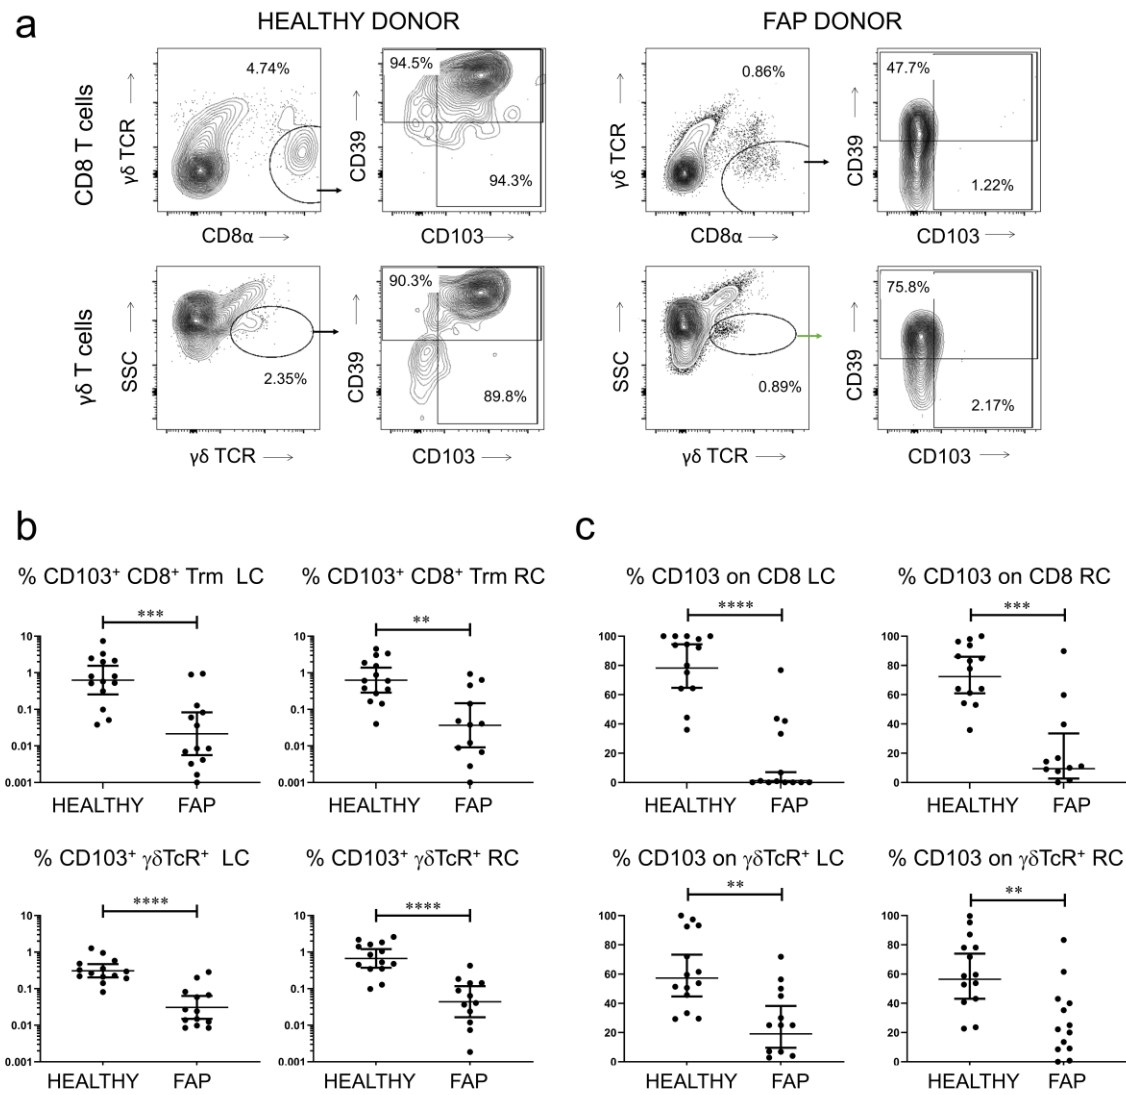 a
HEALTHY DONOR
FAP DONOR
CD8 T cells
γδ TCR
4.74%
CD8α
CD39
94.5%
94.3%
CD103
γδ TCR
0.86%
CD8α
CD39
47.7%
1.22%
CD103
γδ T cells
SSC
2.35%
γδ TCR
CD39
90.3%
89.8%
CD103
SSC
0.89%
γδ TCR
CD39
75.8%
2.17%
CD103
b
% CD103+ CD8+ Trm LC
***
10
1
0.1
0.01
0.001
HEALTHY FAP
% CD103+ CD8+ Trm RC
**
10
1
0.1
0.01
0.001
HEALTHY FAP
% CD103+ γδTcR+ LC
****
10
1
0.1
0.01
0.001
HEALTHY FAP
% CD103+ γδTcR+ RC
****
10
1
0.1
0.01
0.001
HEALTHY FAP
c
% CD103 on CD8 LC
****
100
80
60
40
20
0
HEALTHY FAP
% CD103 on CD8 RC
***
100
80
60
40
20
0
HEALTHY FAP
% CD103 on γδTcR+ LC
**
100
80
60
40
20
0
HEALTHY FAP
% CD103 on γδTcR+ RC
**
100
80
60
40
20
0
HEALTHY FAP